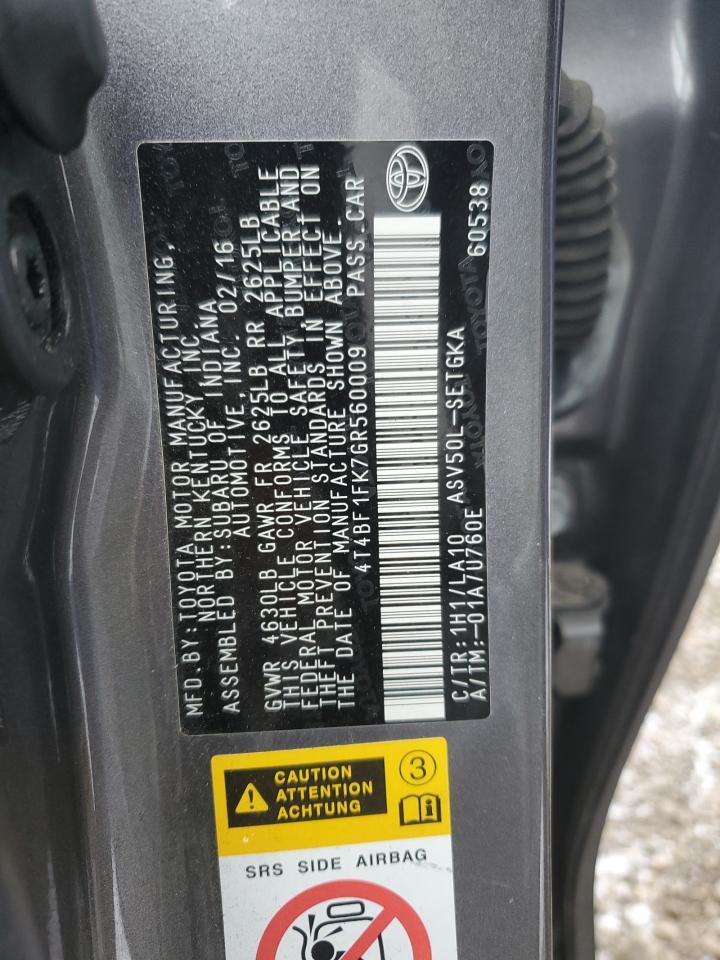 MFD.BY:TOYOTA MOTOR MANUFACTURING,
NORTHERN KENTUCKY INC.
ASSEMBLED BY:SUBARU OF INDIANA
AUTOMOTIVE, INC. 02/16
GVWR 4630LB GAWR FR 2625LB RR 2625LB
THIS VEHICLE CONFORMS TO ALL APPLICABLE
FEDERAL MOTOR VEHICLE SAFETY, BUMPER AND
THEFT PREVENTION STANDARDS IN EFFECT ON
THE DATE OF MANUFACTURE SHOWN ABOVE.
4T4BF1FK7GR560009 PASS.CAR
C/TR:1H1/LA10 ASV50L-SETGKA
A/TM:-01A/U760E 60538
CAUTION
ATTENTION
ACHTUNG
3
SRS SIDE AIRBAG